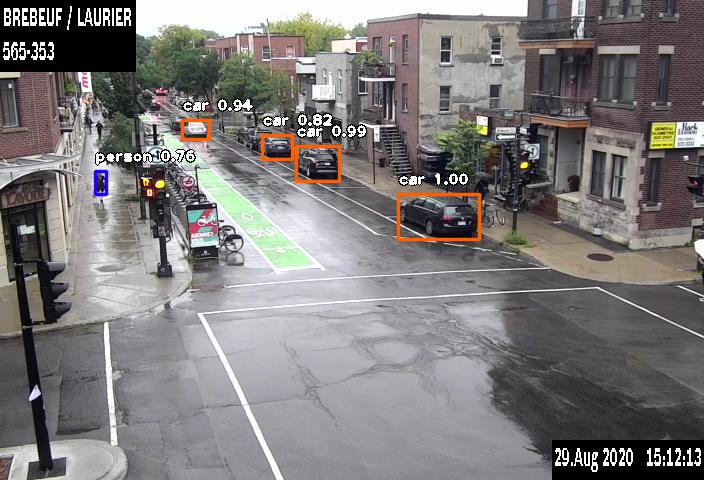 BREBEUF / LAURIER
565-353
car 0.94
car 0.82
car 0.99
person 0.76
car 1.00
29.Aug 2020 15:12:13